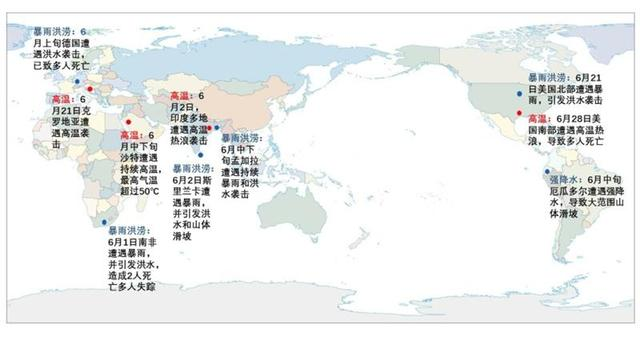 暴雨洪涝：6
月上旬德国遭
遇洪水袭击，
已致多人死亡
高温：6
月21日克
罗地亚遭
遇高温袭
击
高温：6
月中下旬
沙特遭遇
持续高温，
最高气温
超过50℃
高温：6
月2日，
印度多地
遭遇高温
热浪袭击
暴雨洪涝：
6月2日斯
里兰卡遭
遇暴雨，
并引发洪
水和山体
滑坡
暴雨洪涝：
6月中下
旬孟加拉
遭遇持续
暴雨和洪
水袭击
暴雨洪涝：
6月1日南非
遭遇暴雨，
并引发洪水，
造成2人死
亡多人失踪
暴雨洪涝：6月21
日美国北部遭遇暴
雨，引发洪水袭击
高温：6月28日美
国南部遭遇高温热
浪，导致多人死亡
强降水：6月中旬
厄瓜多尔遭遇强降
水，导致大范围山
体滑坡